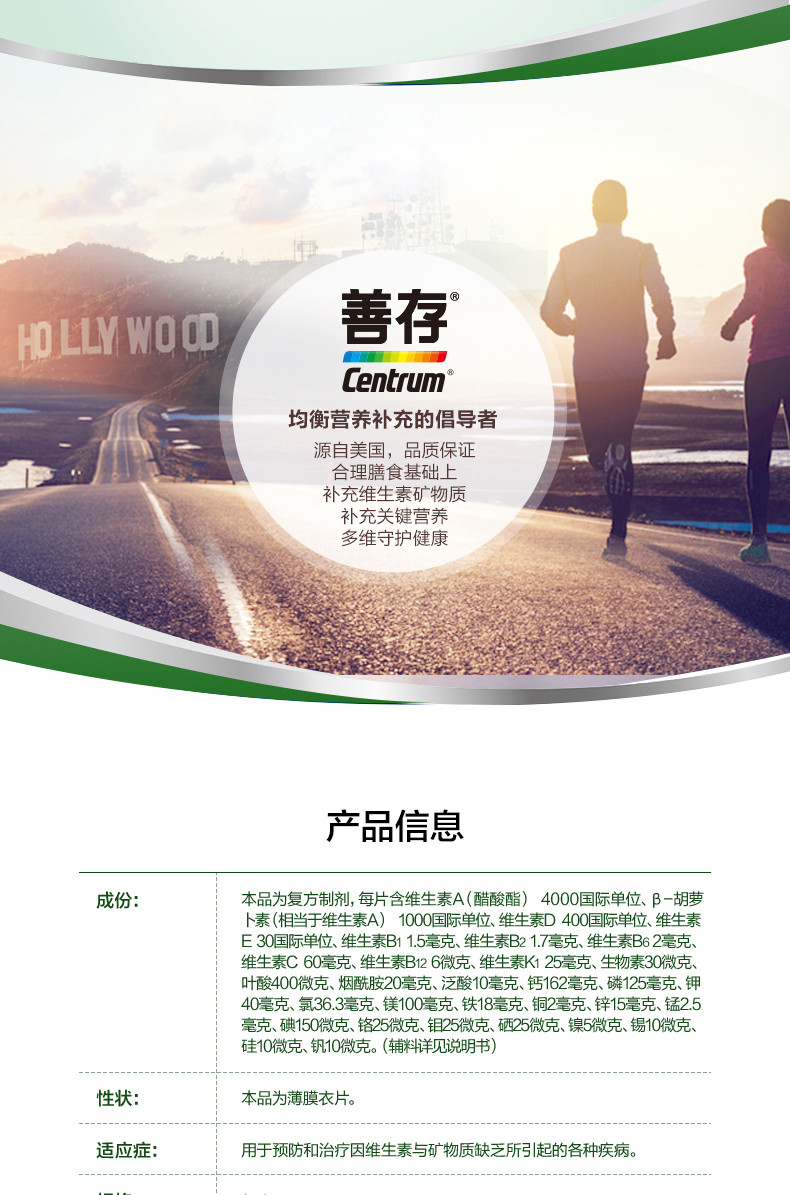 HOLLYWOOD
善存®
Centrum®
均衡营养补充的倡导者
源自美国，品质保证
合理膳食基础上
补充维生素矿物质
补充关键营养
多维守护健康
产品信息
成份：
本品为复方制剂，每片含维生素A（醋酸酯） 4000国际单位、β-胡萝
卜素（相当于维生素A） 1000国际单位、维生素D 400国际单位、维生素
E 30国际单位、维生素B1 1.5毫克、维生素B2 1.7毫克、维生素B6 2毫克、
维生素C 60毫克、维生素B12 6微克、维生素K1 25毫克、生物素30微克、
叶酸400微克、烟酰胺20毫克、泛酸10毫克、钙162毫克、磷125毫克、钾
40毫克、氯36.3毫克、镁100毫克、铁18毫克、铜2毫克、锌15毫克、锰2.5
毫克、碘150微克、铬25微克、钼25微克、硒25微克、镍5微克、锡10微克、
硅10微克、钒10微克。（辅料详见说明书）
性状：
本品为薄膜衣片。
适应症：
用于预防和治疗因维生素与矿物质缺乏所引起的各种疾病。